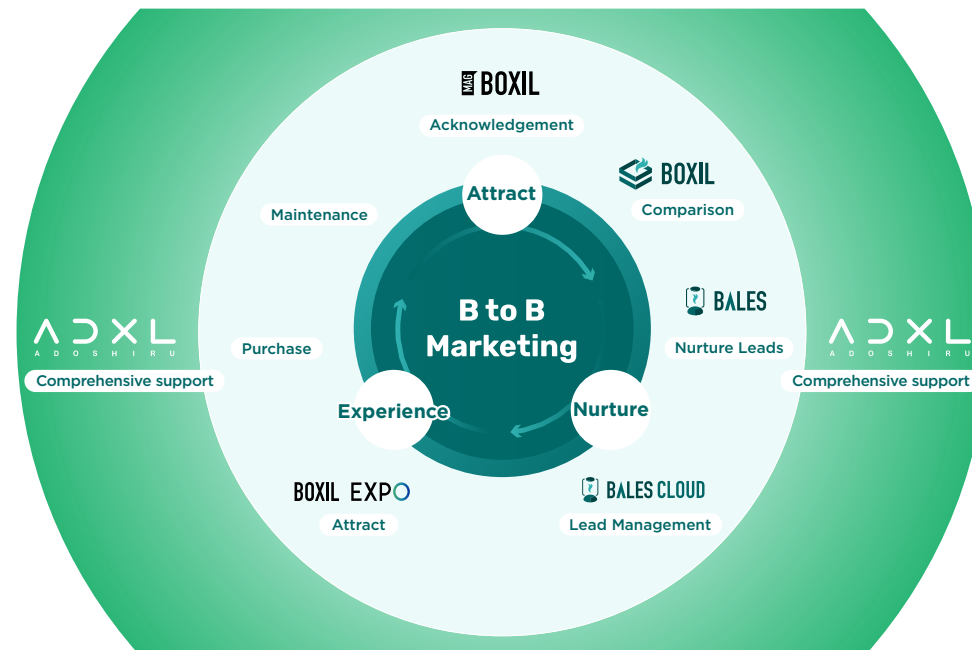 MAG BOXIL
Acknowledgement
Attract
BOXIL
Comparison
Maintenance
BALES
B to B
Marketing
ADXL
ADOSHIRU
Comprehensive support
Purchase
Nurture Leads
ADXL
ADOSHIRU
Comprehensive support
Experience
Nurture
BOXIL EXPO
Attract
BALES CLOUD
Lead Management